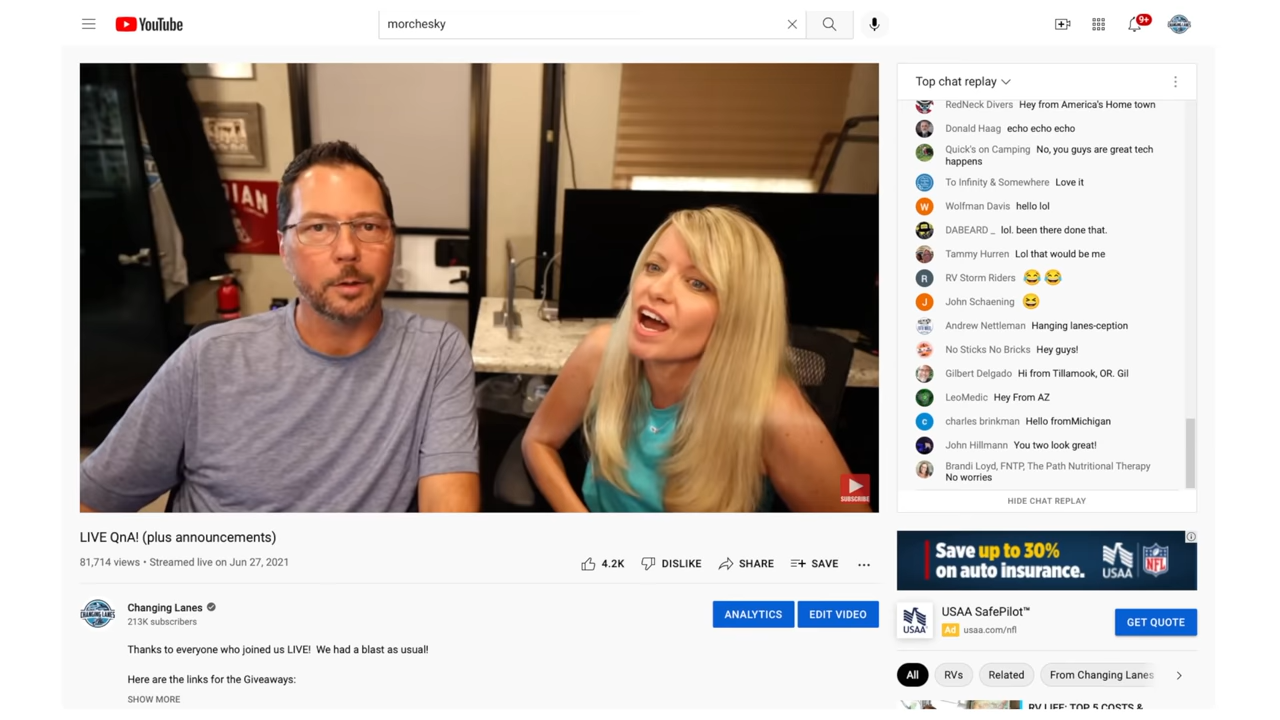 YouTube
morchesky
9+
DIAN
SUBSCRIBE
LIVE QnA! (plus announcements)
81,714 views • Streamed live on Jun 27, 2021
4.2K DISLIKE SHARE SAVE ...
CHANGING LANES
Changing Lanes
213K subscribers
ANALYTICS EDIT VIDEO
Thanks to everyone who joined us LIVE! We had a blast as usual!
Here are the links for the Giveaways:
SHOW MORE
Top chat replay
RedNeck Divers Hey from America's Home town
Donald Haag echo echo echo
Quick's on Camping No, you guys are great tech
happens
To Infinity & Somewhere Love it
W Wolfman Davis hello lol
DABEARD _ lol. been there done that.
Tammy Hurren Lol that would be me
R RV Storm Riders 😂 😂
J John Schaening 😆
Andrew Nettleman Hanging lanes-ception
No Sticks No Bricks Hey guys!
Gilbert Delgado Hi from Tillamook, OR. Gil
LeoMedic Hey From AZ
c charles brinkman Hello fromMichigan
John Hillmann You two look great!
Brandi Loyd, FNTP, The Path Nutritional Therapy
No worries
HIDE CHAT REPLAY
Save up to 30%
on auto insurance.
USAA NFL
USAA
USAA SafePilot™
Ad usaa.com/nfl
GET QUOTE
All RVs Related From Changing Lanes
RV LIFE: TOP 5 COSTS &